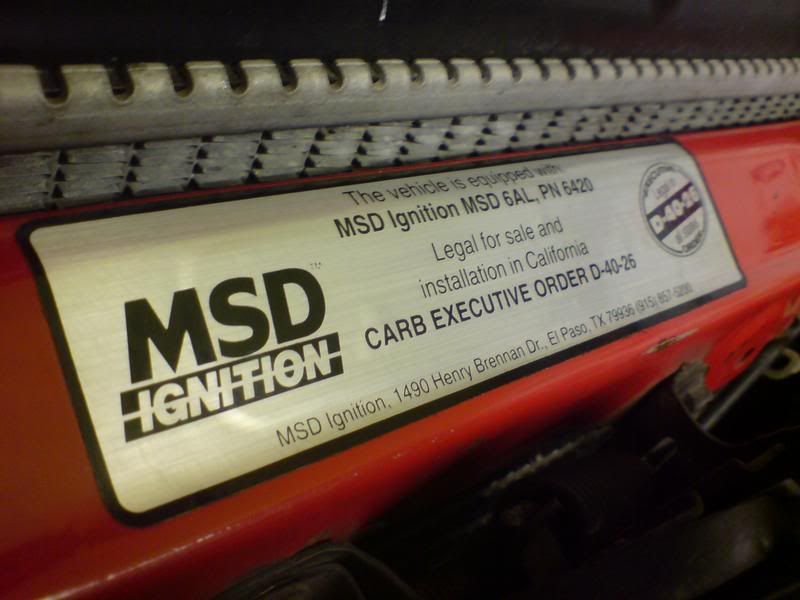 The vehicle is equipped with:
MSD Ignition MSD 6AL, PN 6420
Legal for sale and
installation in California
CARB EXECUTIVE ORDER D-40-26
MSD Ignition, 1490 Henry Brennan Dr., El Paso, TX 79936 (915) 857-5200
MSD
IGNITION
D-40-26